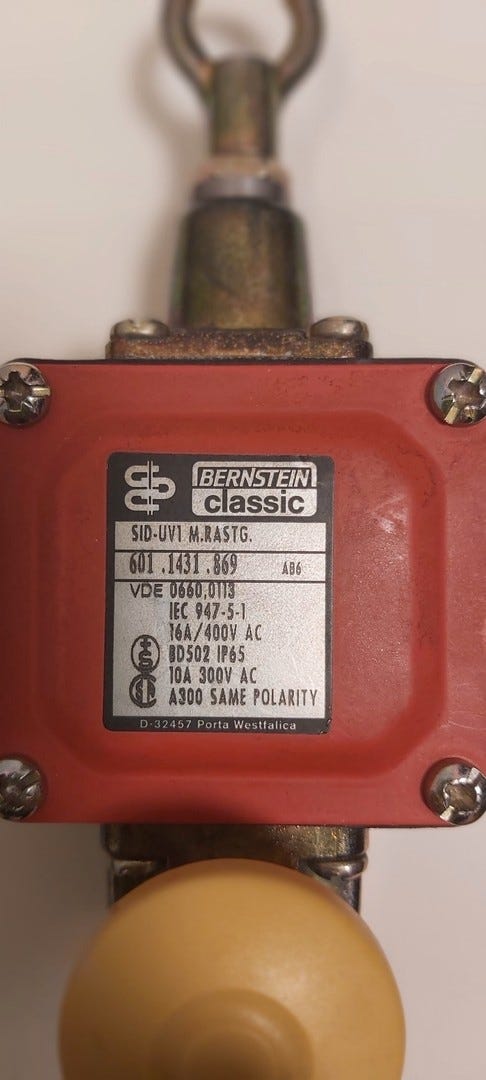 BERNSTEIN
classic
SID-UV1 M.RASTG.
601.1431.869 AB6
VDE 0660,0113
IEC 947-5-1
16A/400V AC
BD502 IP65
10A 300V AC
A300 SAME POLARITY
D-32457 Porta Westfalica